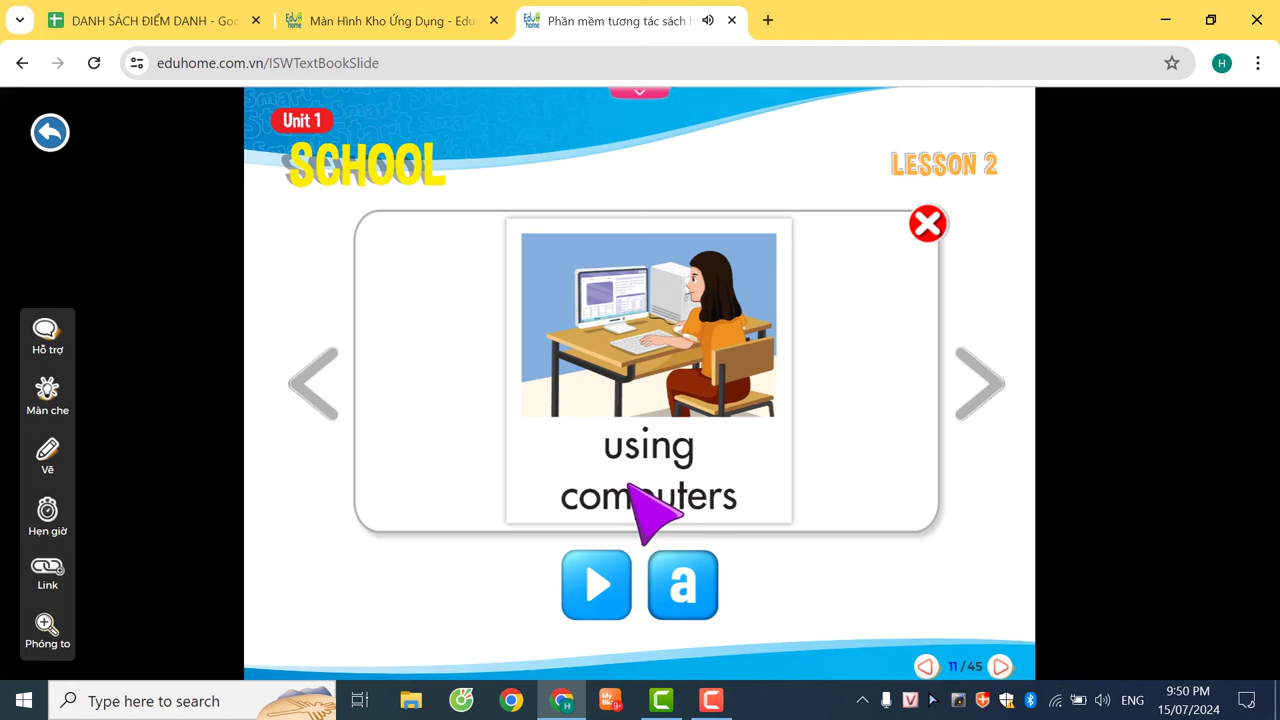 DANH SÁCH ĐIỂM DANH - Goo
Màn Hình Kho Ứng Dụng - Edu
Phần mềm tương tác sách h
eduhome.com.vn/ISWTextBookSlide
H
Unit 1
SCHOOL
LESSON 2
using
computers
a
Hỗ trợ
Màn che
Vẽ
Hẹn giờ
Link
Phóng to
11 / 45
Type here to search
ENG
9:50 PM
15/07/2024